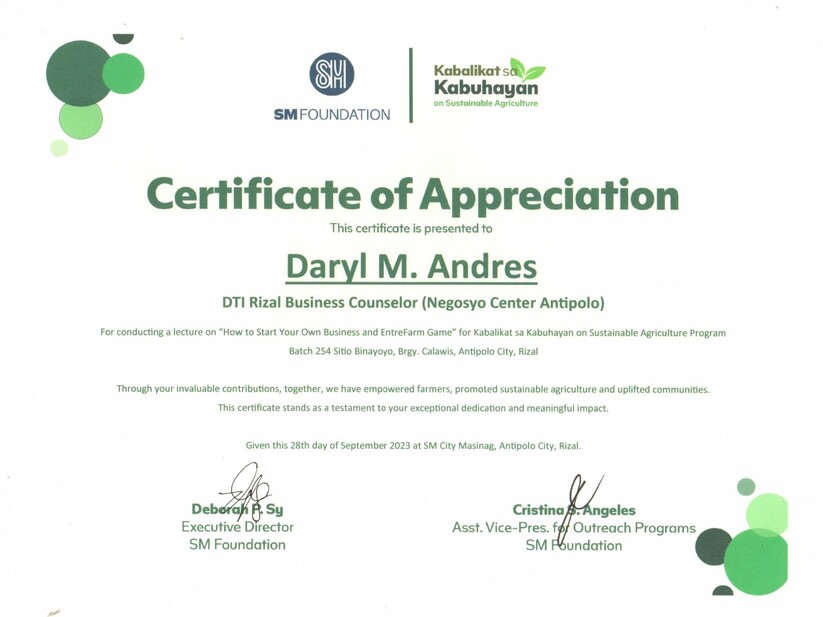 SM
SM FOUNDATION
Kabalikat sa
Kabuhayan
on Sustainable Agriculture
Certificate of Appreciation
This certificate is presented to
Daryl M. Andres
DTI Rizal Business Counselor (Negosyo Center Antipolo)
For conducting a lecture on “How to Start Your Own Business and EntreFarm Game” for Kabalikat sa Kabuhayan on Sustainable Agriculture Program
Batch 254 Sitio Binayoyo, Brgy. Calawis, Antipolo City, Rizal
Through your invaluable contributions, together, we have empowered farmers, promoted sustainable agriculture and uplifted communities.
This certificate stands as a testament to your exceptional dedication and meaningful impact.
Given this 28th day of September 2023 at SM City Masinag, Antipolo City, Rizal.
Deborah P. Sy
Executive Director
SM Foundation
Cristina S. Angeles
Asst. Vice-Pres. for Outreach Programs
SM Foundation